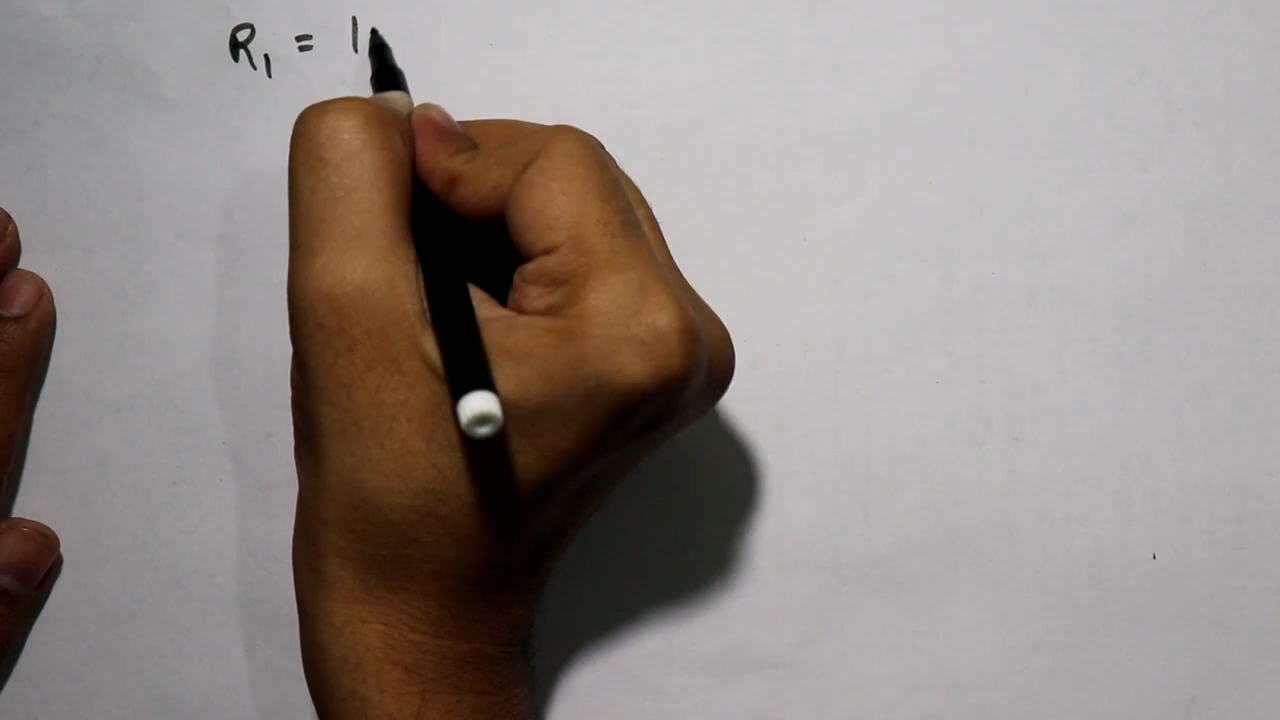 R₁ = 1